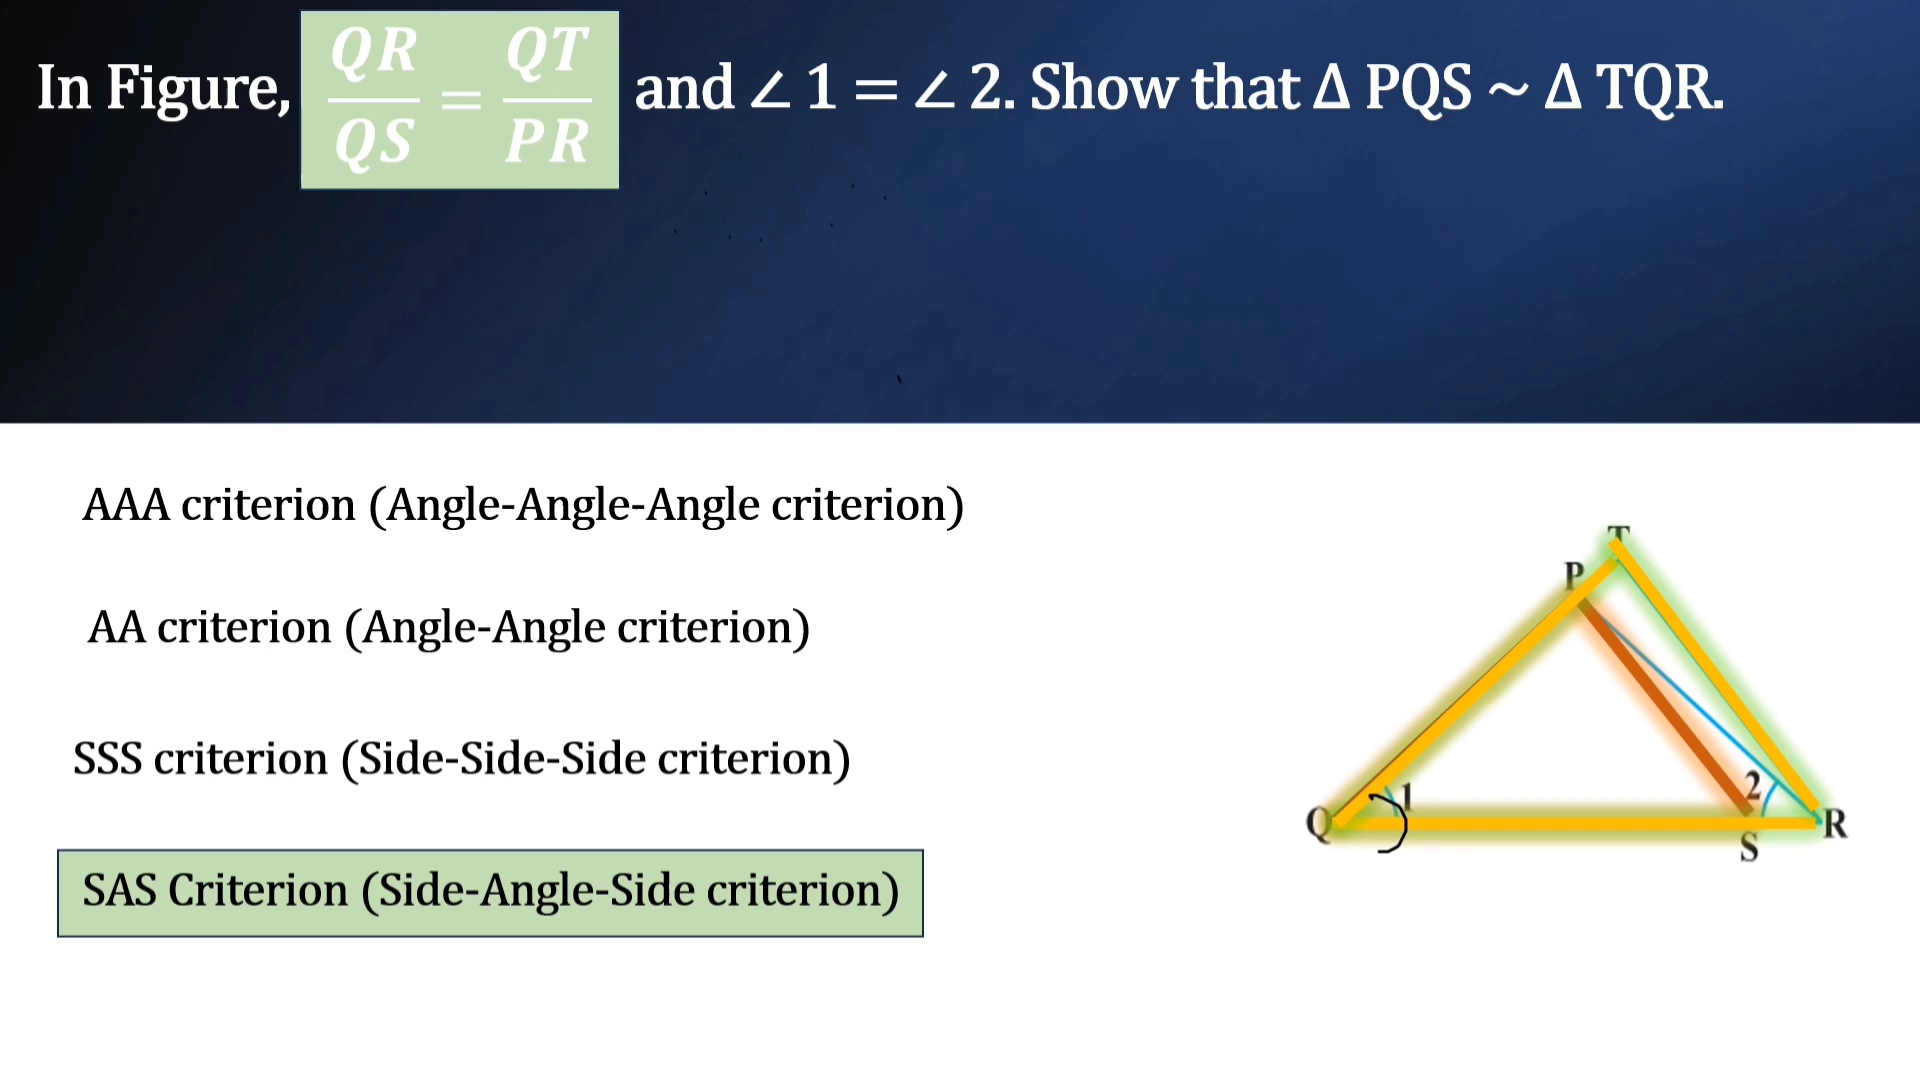 In Figure, QR/QS = QT/PR and ∠ 1 = ∠ 2. Show that Δ PQS ~ Δ TQR.
AAA criterion (Angle-Angle-Angle criterion)
AA criterion (Angle-Angle criterion)
SSS criterion (Side-Side-Side criterion)
SAS Criterion (Side-Angle-Side criterion)
T
P
2
1
Q
R
S